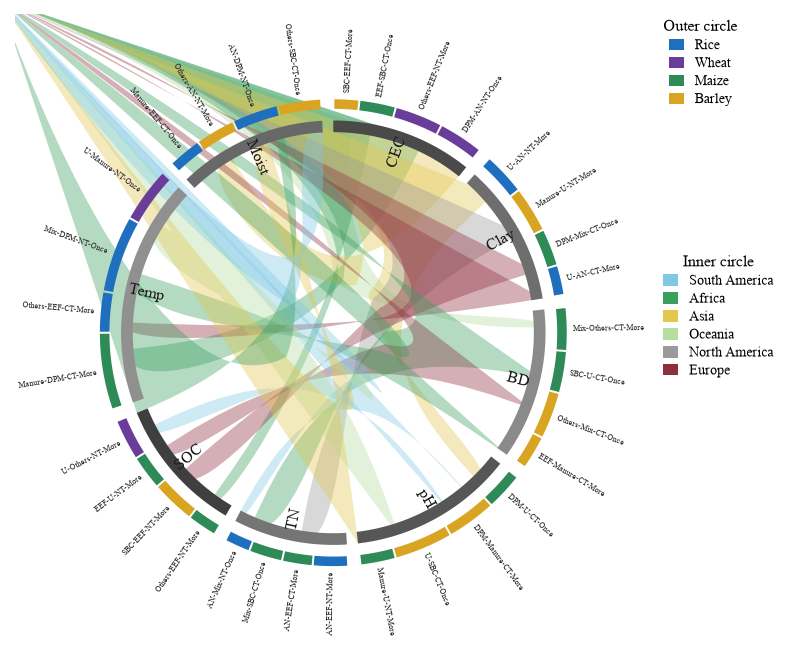 Outer circle
Rice
Wheat
Maize
Barley
Inner circle
South America
Africa
Asia
Oceania
North America
Europe
SBC-EEF-CT-More
EEF-SBC-CT-Once
Others-EEF-NT-More
DPM-AN-NT-Once
U-AN-NT-More
Manure-U-NT-More
DPM-Mix-CT-Once
U-AN-CT-More
Mix-Others-CT-More
SBC-U-CT-Once
Others-Mix-CT-Once
EEF-Manure-CT-More
DPM-U-CT-Once
DPM-Manure-CT-More
U-SBC-CT-Once
Manure-U-NT-More
AN-EEF-NT-More
AN-EEF-CT-More
Mix-SBC-CT-Once
AN-Mix-NT-Once
Others-EEF-NT-More
SBC-EEF-NT-More
EEF-U-NT-More
U-Others-NT-More
Manure-DPM-CT-More
Others-EEF-CT-More
Mix-DPM-NT-Once
U-Manure-NT-Once
Manure-EEF-CT-Once
Others-AN-NT-More
AN-DPM-NT-Once
Others-SBC-CT-Once
CEC
Clay
BD
pH
TN
SOC
Temp
Moist